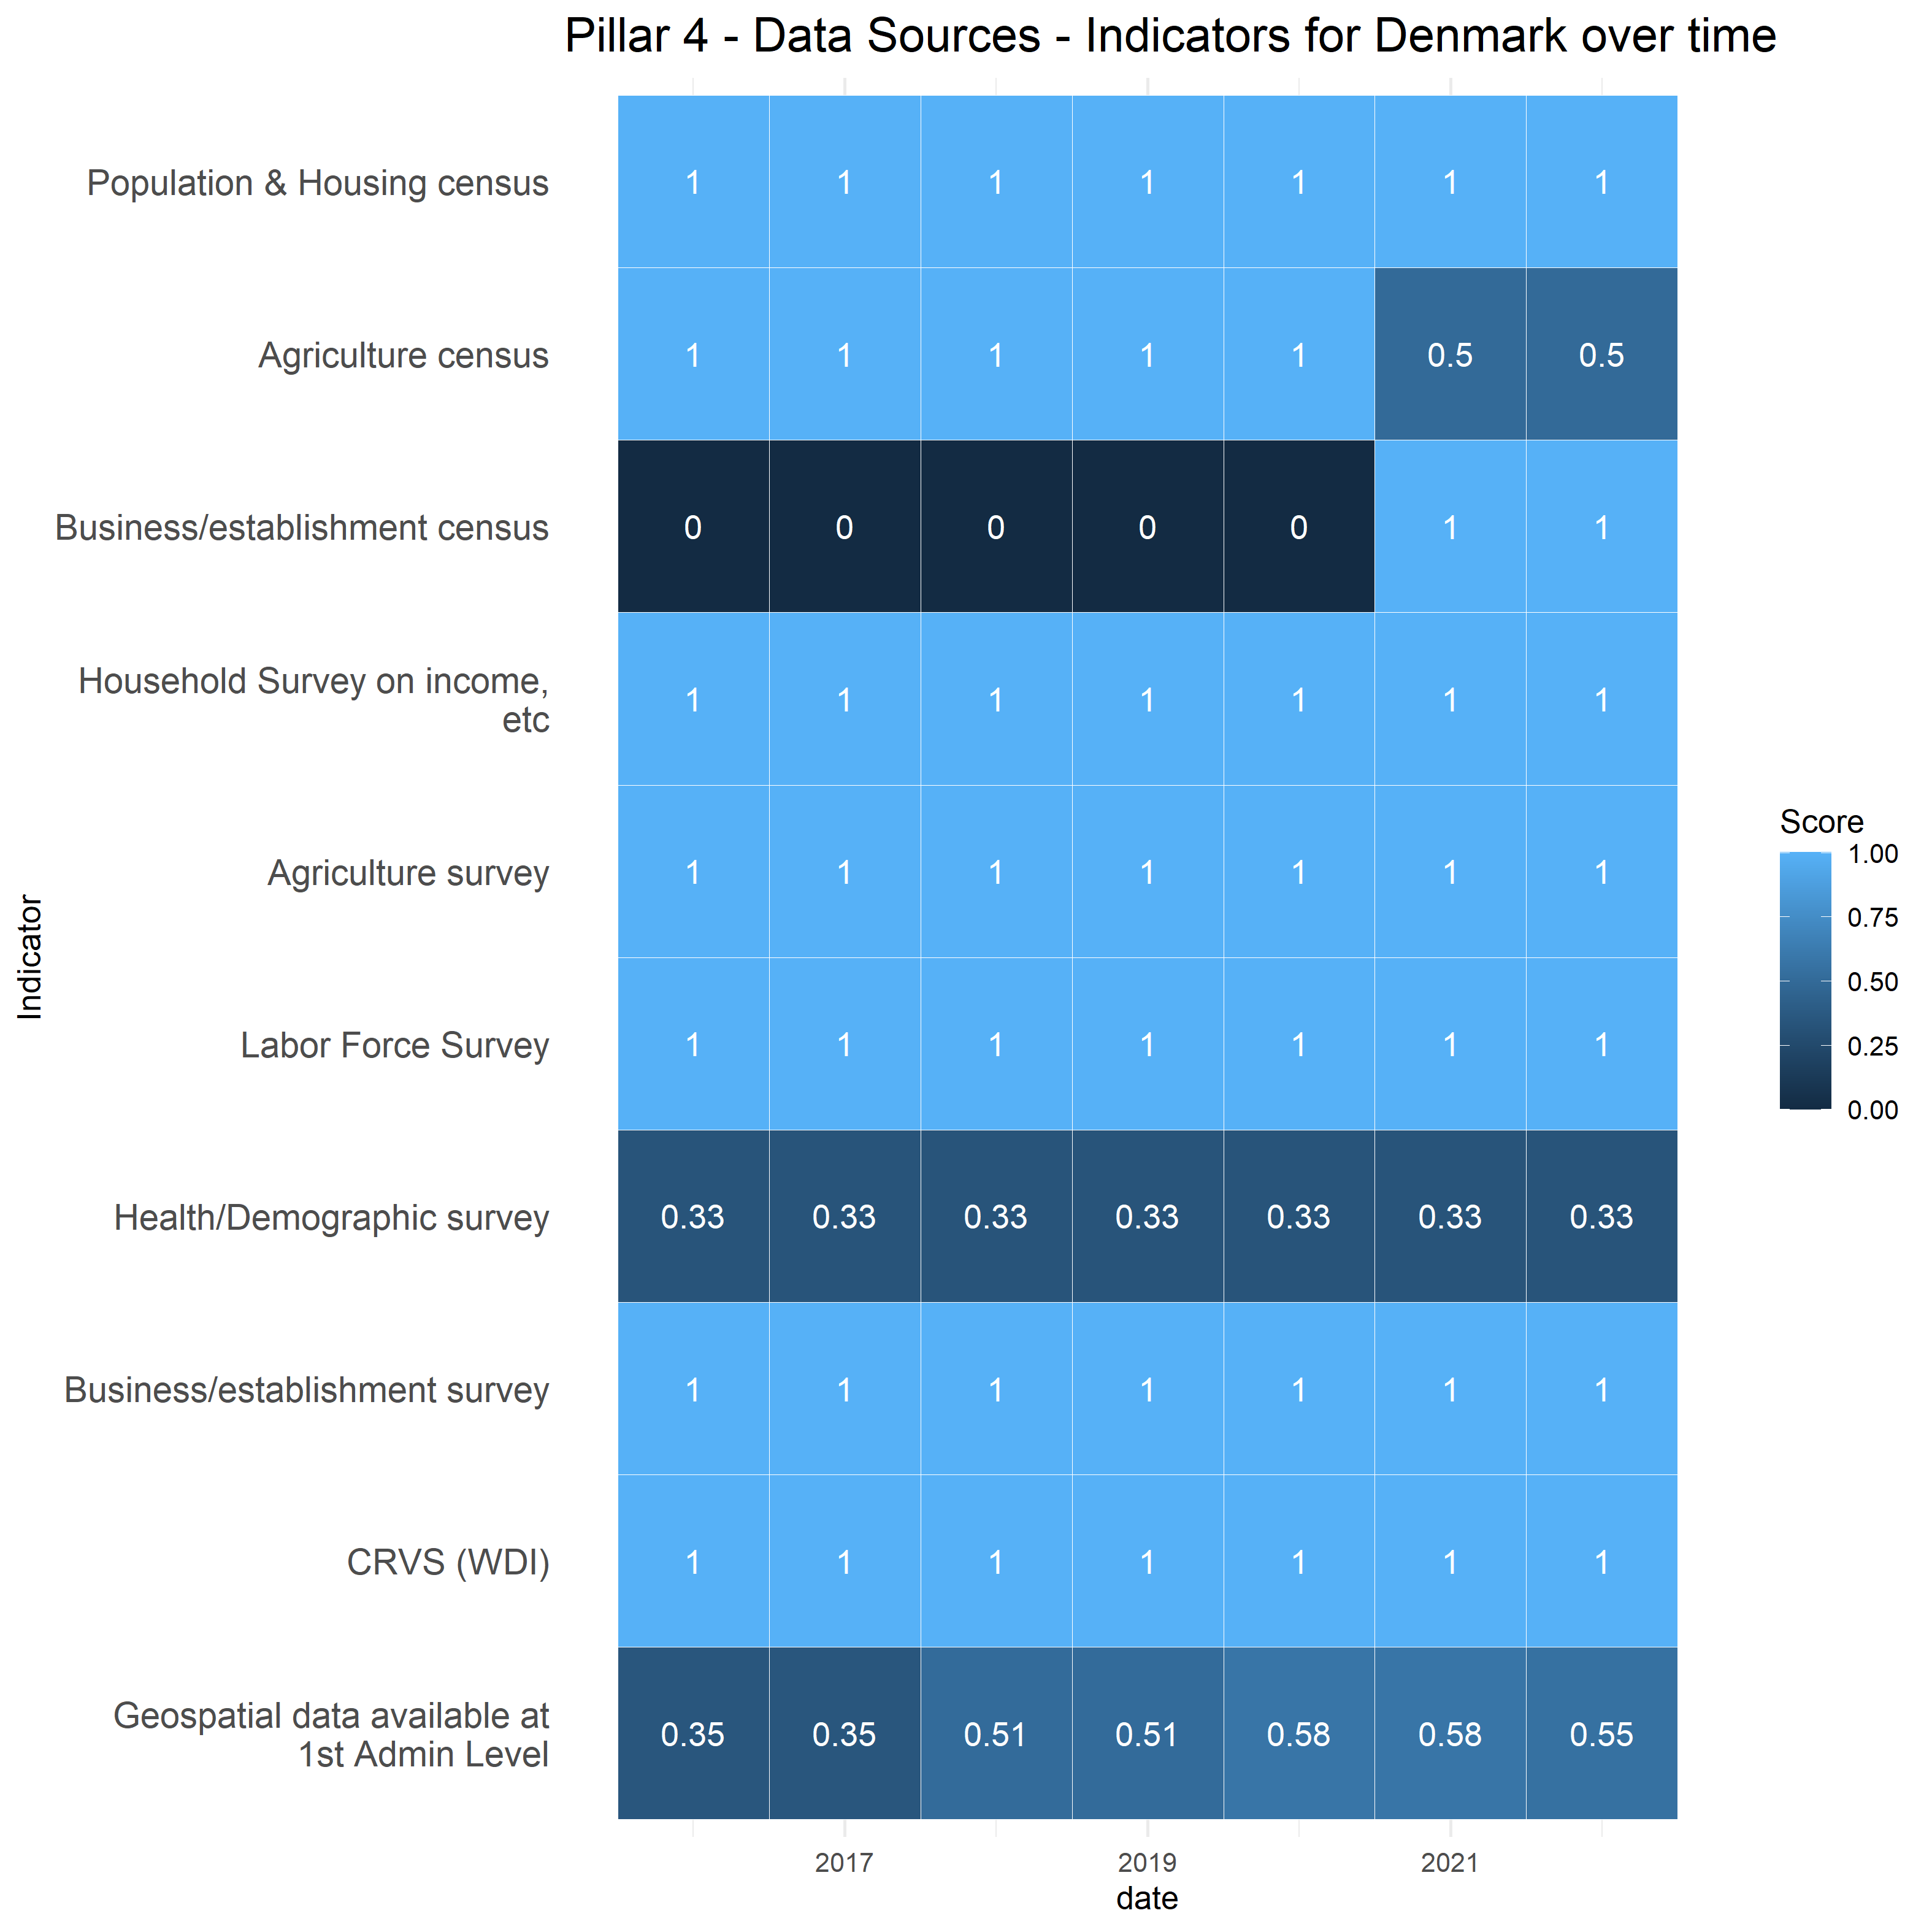 Pillar 4 - Data Sources - Indicators for Denmark over time
Population & Housing census
1 1 1 1 1 1 1
Agriculture census
1 1 1 1 1 0.5 0.5
Business/establishment census
0 0 0 0 0 1 1
Household Survey on income,
etc
1 1 1 1 1 1 1
Agriculture survey
1 1 1 1 1 1 1
Labor Force Survey
1 1 1 1 1 1 1
Health/Demographic survey
0.33 0.33 0.33 0.33 0.33 0.33 0.33
Business/establishment survey
1 1 1 1 1 1 1
CRVS (WDI)
1 1 1 1 1 1 1
Geospatial data available at
1st Admin Level
0.35 0.35 0.51 0.51 0.58 0.58 0.55
2017 2019 2021
date
Indicator
Score
1.00
0.75
0.50
0.25
0.00